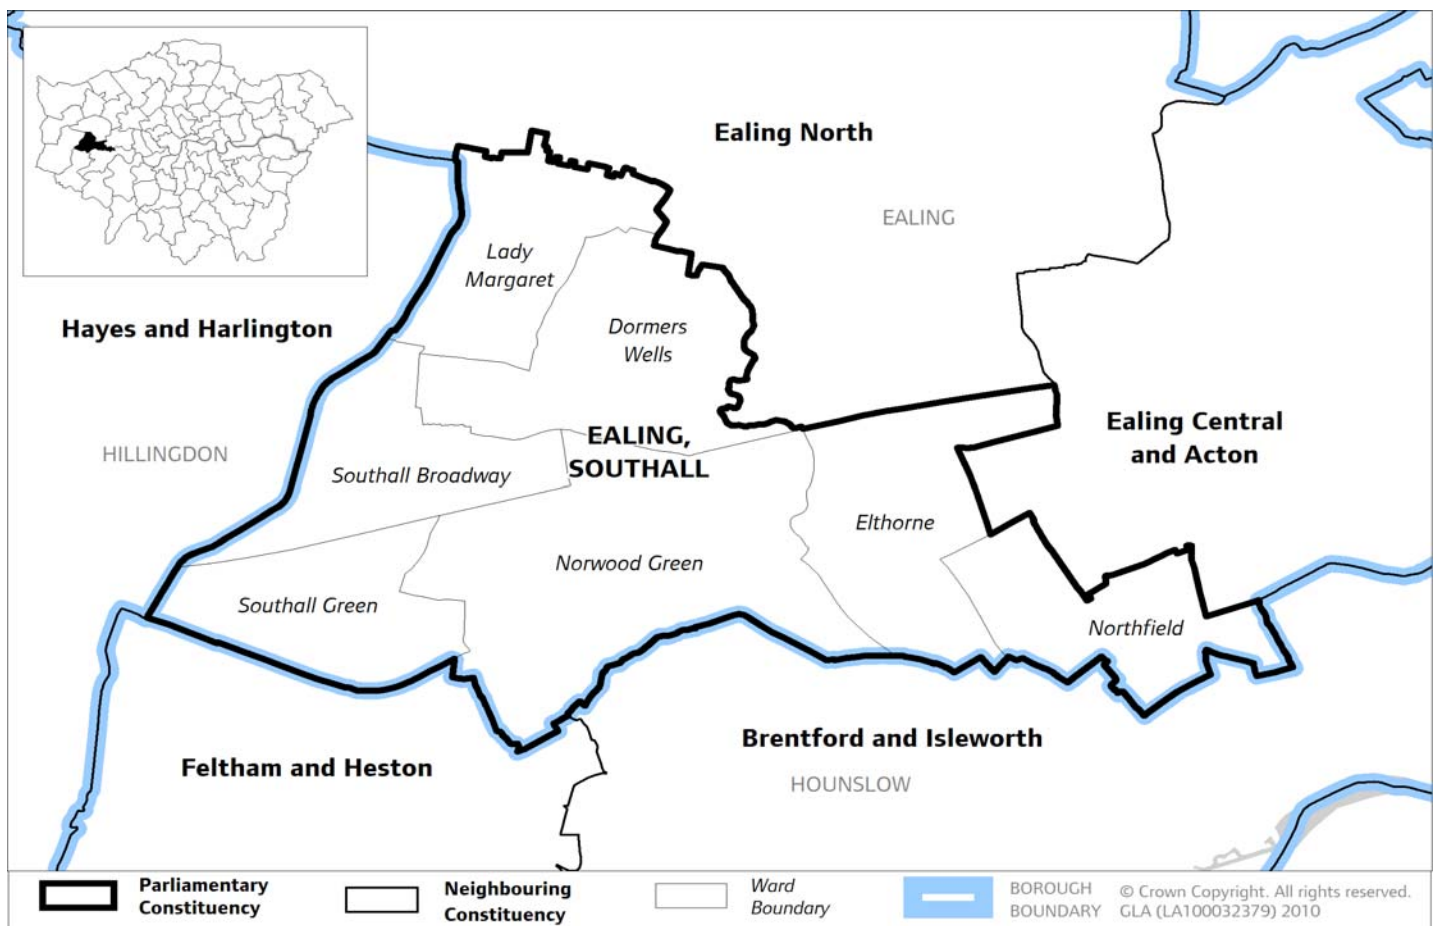 Ealing North
EALING
Lady
Margaret
Hayes and Harlington
Dormers
Wells
Ealing Central
and Acton
EALING,
SOUTHALL
HILLINGDON
Southall Broadway
Elthorne
Norwood Green
Southall Green
Northfield
Brentford and Isleworth
Feltham and Heston
HOUNSLOW
Parliamentary
Constituency
Neighbouring
Constituency
Ward
Boundary
BOROUGH
BOUNDARY
© Crown Copyright. All rights reserved.
GLA (LA100032379) 2010